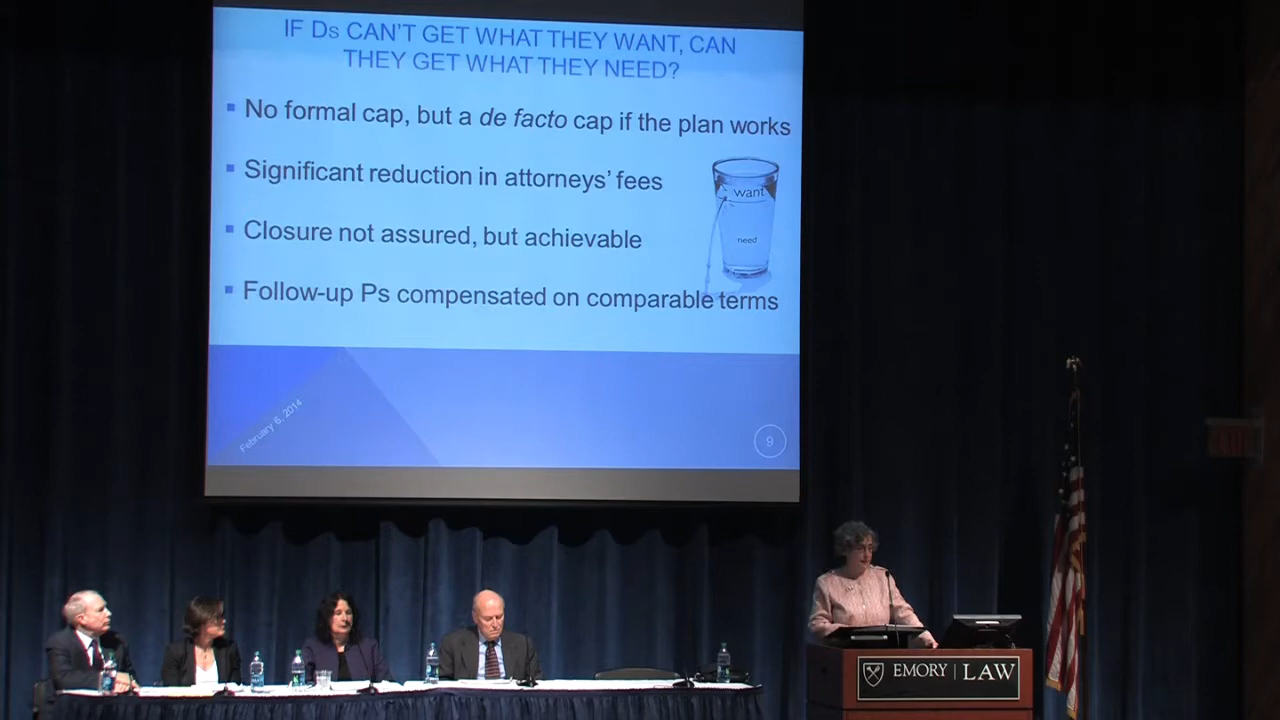 IF Ds CAN'T GET WHAT THEY WANT, CAN
THEY GET WHAT THEY NEED?
▪ No formal cap, but a de facto cap if the plan works
▪ Significant reduction in attorneys' fees
▪ Closure not assured, but achievable
▪ Follow-up Ps compensated on comparable terms
want
need
February 6, 2014
9
EMORY | LAW